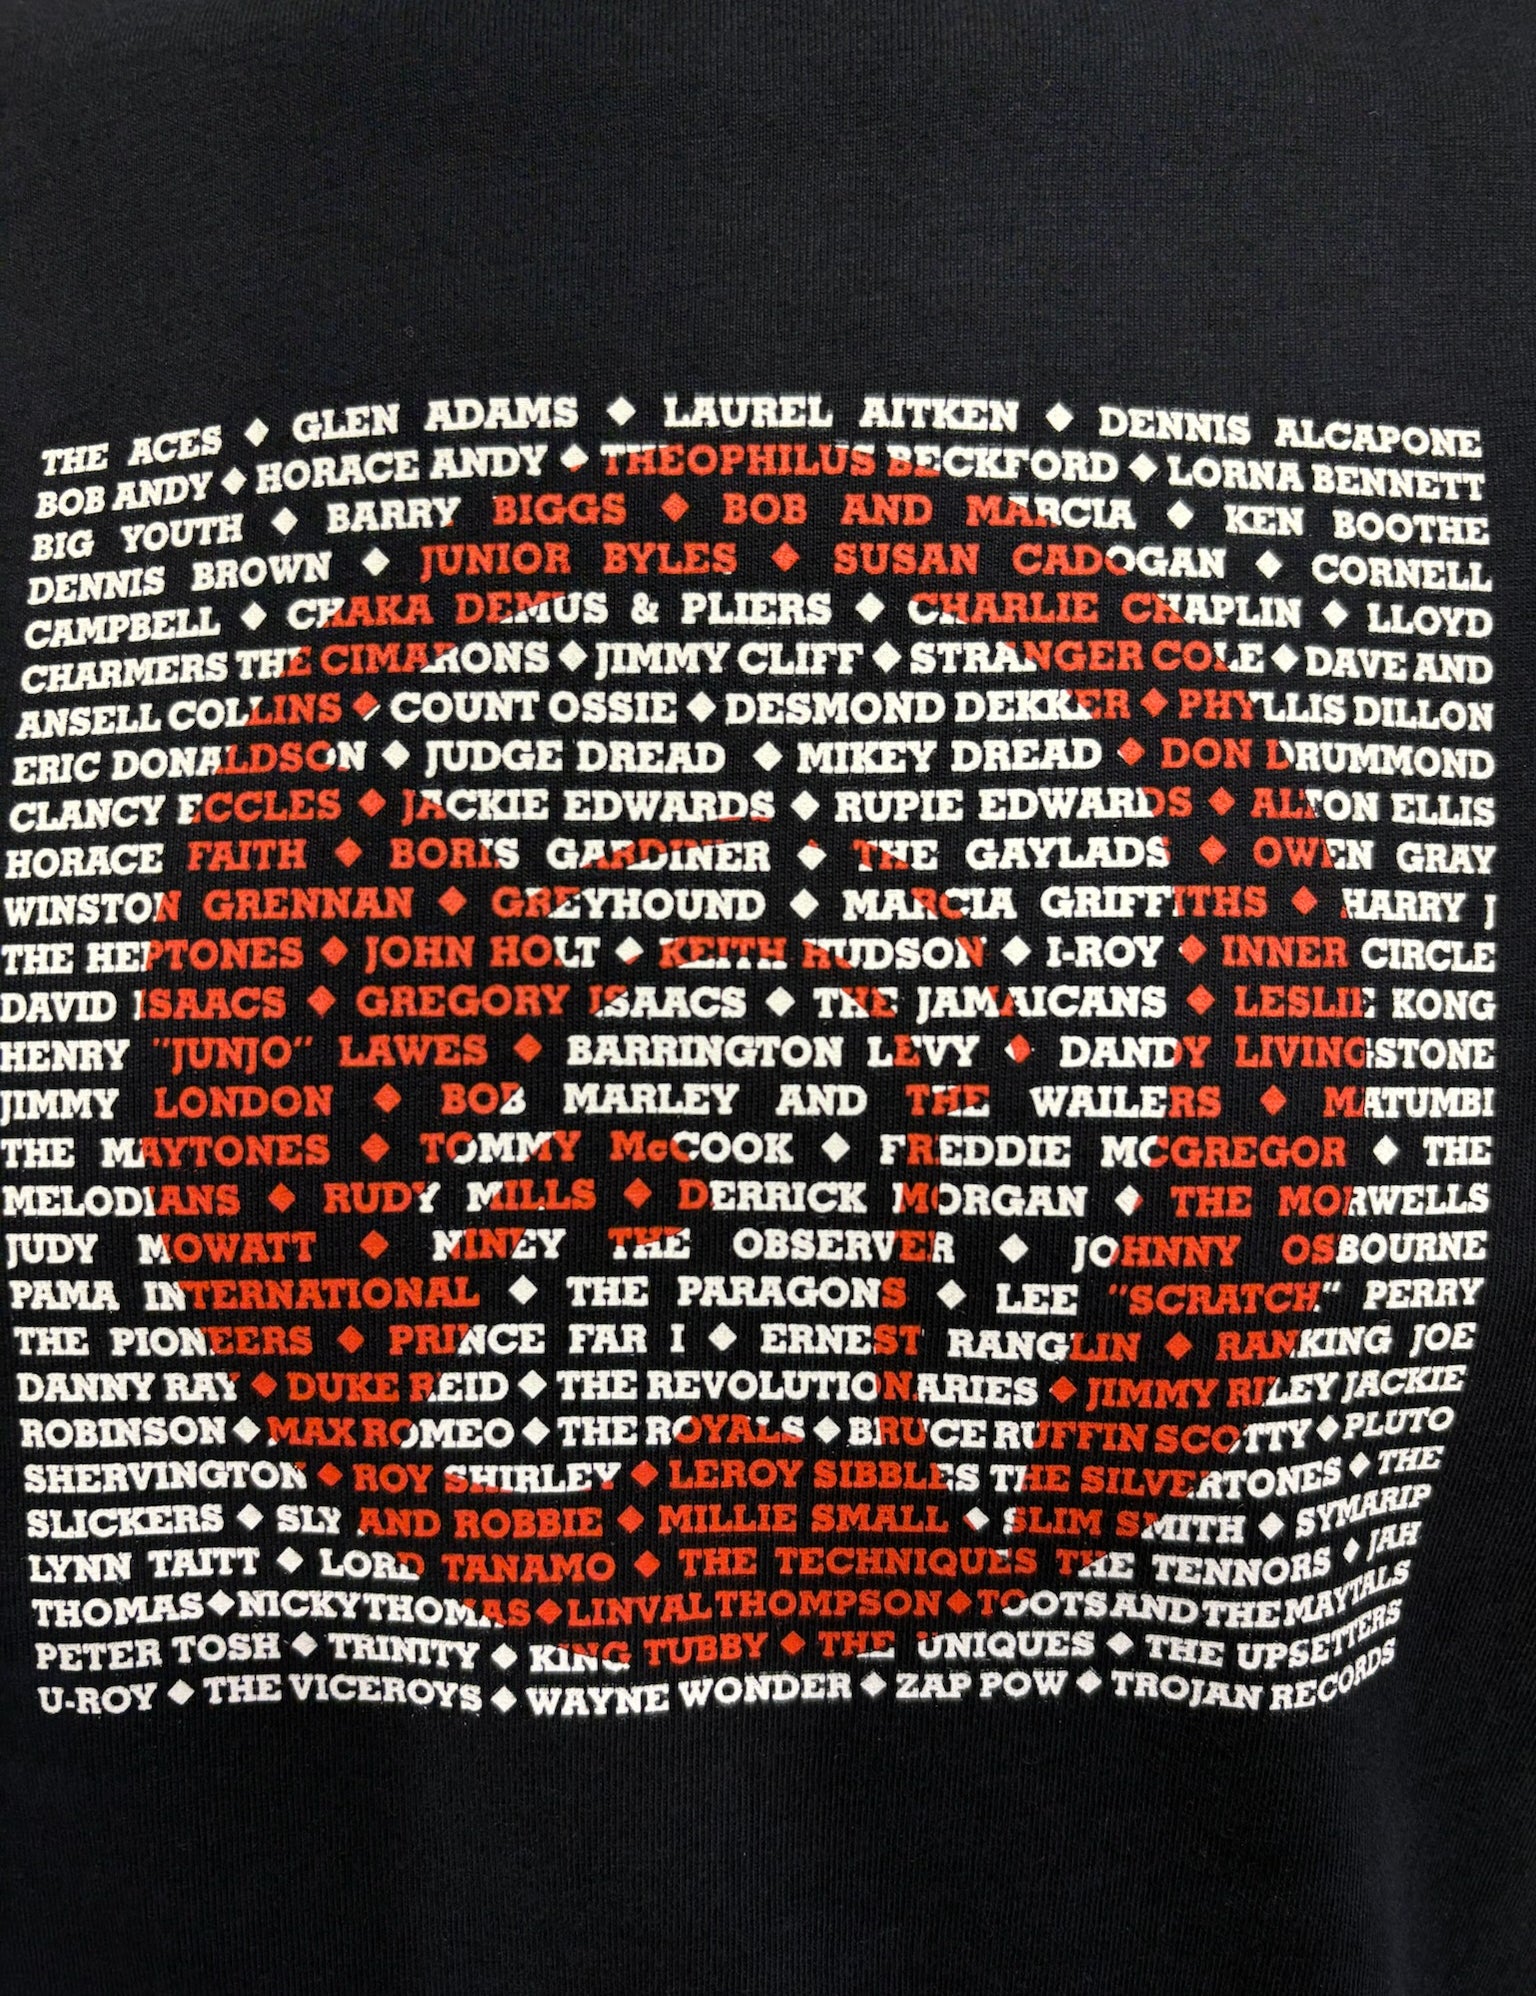 THE ACES ◆ GLEN ADAMS ◆ LAUREL AITKEN ◆ DENNIS ALCAPONE
BOB ANDY ◆ HORACE ANDY ◆ THEOPHILUS BECKFORD ◆ LORNA BENNETT
BIG YOUTH ◆ BARRY BIGGS ◆ BOB AND MARCIA ◆ KEN BOOTHE
DENNIS BROWN ◆ JUNIOR BYLES ◆ SUSAN CADOGAN ◆ CORNELL
CAMPBELL ◆ CHAKA DEMUS & PLIERS ◆ CHARLIE CHAPLIN ◆ LLOYD
CHARMERS THE CIMARONS ◆ JIMMY CLIFF ◆ STRANGER COLE ◆ DAVE AND
ANSELL COLLINS ◆ COUNT OSSIE ◆ DESMOND DEKKER ◆ PHYLLIS DILLON
ERIC DONALDSON ◆ JUDGE DREAD ◆ MIKEY DREAD ◆ DON DRUMMOND
CLANCY ECCLES ◆ JACKIE EDWARDS ◆ RUPIE EDWARDS ◆ ALTON ELLIS
HORACE FAITH ◆ BORIS GARDINER ◆ THE GAYLADS ◆ OWEN GRAY
WINSTON GRENNAN ◆ GREYHOUND ◆ MARCIA GRIFFITHS ◆ HARRY J
THE HEPTONES ◆ JOHN HOLT ◆ KEITH HUDSON ◆ I-ROY ◆ INNER CIRCLE
DAVID ISAACS ◆ GREGORY ISAACS ◆ THE JAMAICANS ◆ LESLIE KONG
HENRY "JUNJO" LAWES ◆ BARRINGTON LEVY ◆ DANDY LIVINGSTONE
JIMMY LONDON ◆ BOB MARLEY AND THE WAILERS ◆ MATUMBI
THE MAYTONES ◆ TOMMY McCOOK ◆ FREDDIE MCGREGOR ◆ THE
MELODIANS ◆ RUDY MILLS ◆ DERRICK MORGAN ◆ THE MORWELLS
JUDY MOWATT ◆ NINEY THE OBSERVER ◆ JOHNNY OSBOURNE
PAMA INTERNATIONAL ◆ THE PARAGONS ◆ LEE "SCRATCH" PERRY
THE PIONEERS ◆ PRINCE FAR I ◆ ERNEST RANGLIN ◆ RANKING JOE
DANNY RAY ◆ DUKE REID ◆ THE REVOLUTIONARIES ◆ JIMMY RILEY JACKIE
ROBINSON ◆ MAX ROMEO ◆ THE ROYALS ◆ BRUCE RUFFIN SCOTTY ◆ PLUTO
SHERVINGTON ◆ ROY SHIRLEY ◆ LEROY SIBBLES THE SILVERTONES ◆ THE
SLICKERS ◆ SLY AND ROBBIE ◆ MILLIE SMALL ◆ SLIM SMITH ◆ SYMARIP
LYNN TAITT ◆ LORD TANAMO ◆ THE TECHNIQUES THE TENNORS ◆ JAH
THOMAS ◆ NICKY THOMAS ◆ LINVAL THOMPSON ◆ TOOTS AND THE MAYTALS
PETER TOSH ◆ TRINITY ◆ KING TUBBY ◆ THE UNIQUES ◆ THE UPSETTERS
U-ROY ◆ THE VICEROYS ◆ WAYNE WONDER ◆ ZAP POW ◆ TROJAN RECORDS